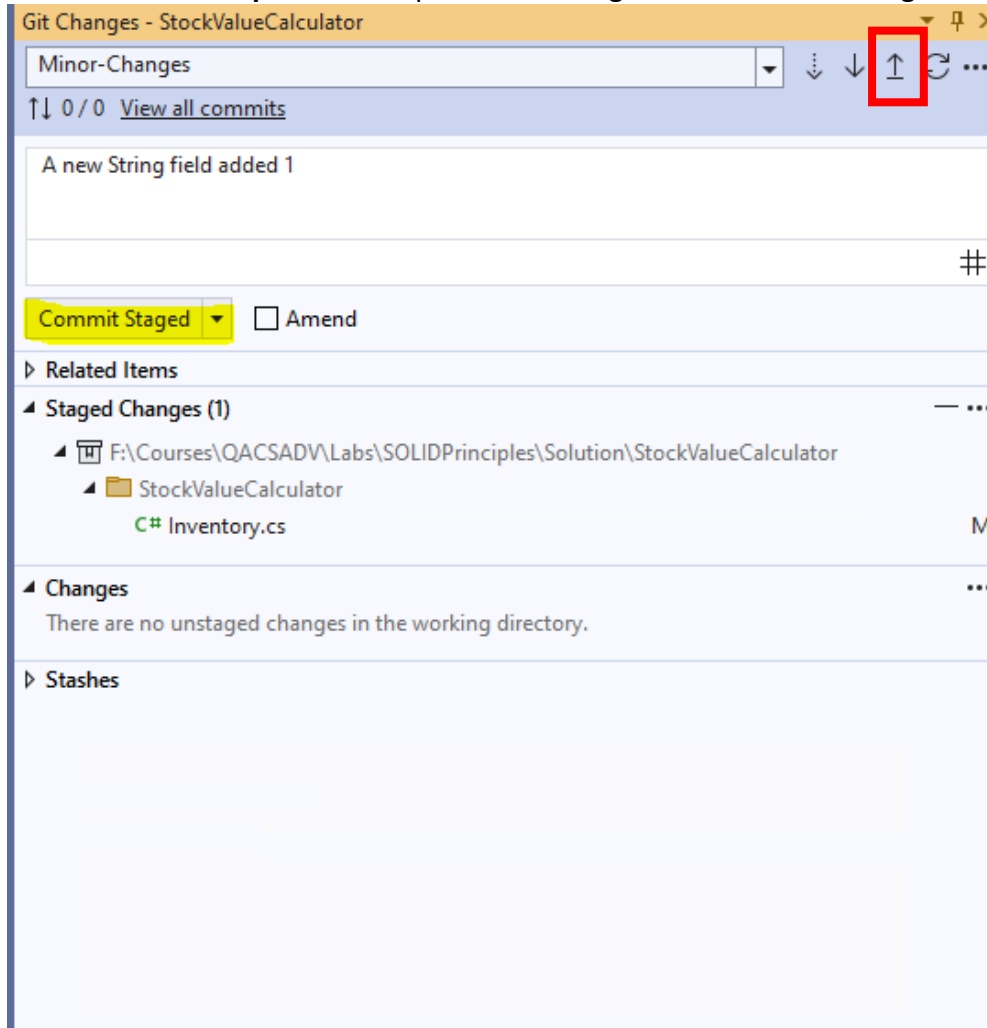 Git Changes - StockValueCalculator
Minor-Changes
0 / 0 View all commits
A new String field added 1
Commit Staged Amend
Related Items
Staged Changes (1)
F:\Courses\QACSADV\Labs\SOLIDPrinciples\Solution\StockValueCalculator
StockValueCalculator
C# Inventory.cs M
Changes
There are no unstaged changes in the working directory.
Stashes